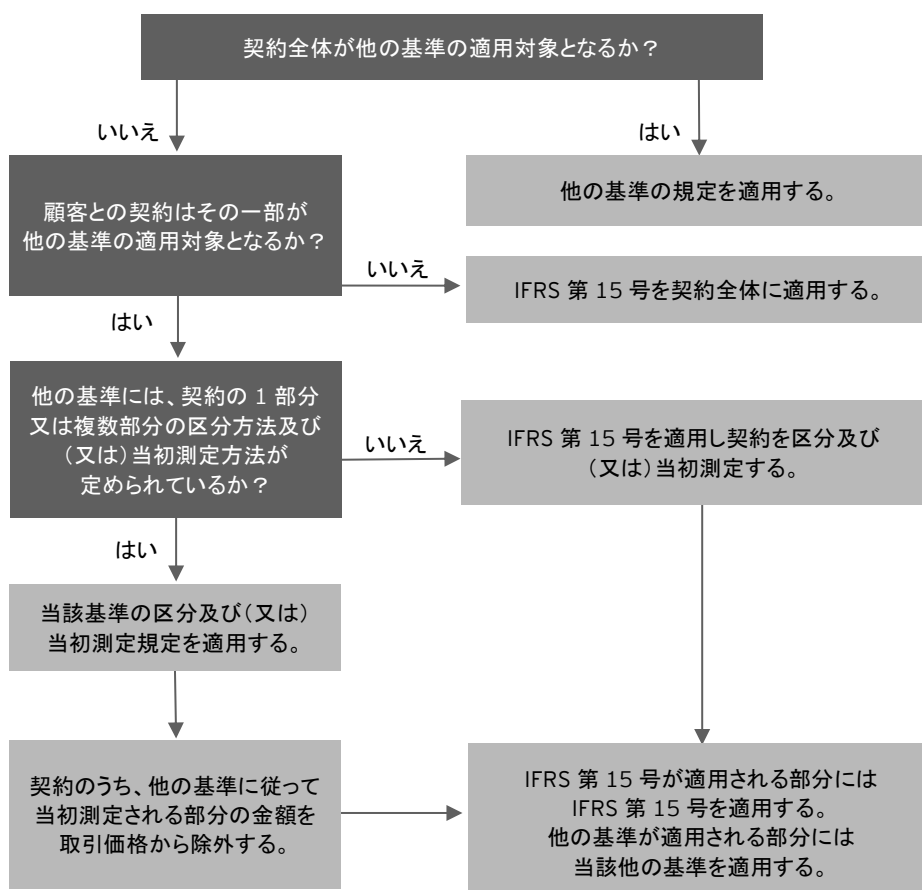 契約全体が他の基準の適用対象となるか？
いいえ
はい
顧客との契約はその一部が
他の基準の適用対象となるか？
他の基準の規定を適用する。
いいえ
IFRS 第 15 号を契約全体に適用する。
はい
他の基準には、契約の 1 部分
又は複数部分の区分方法及び
（又は）当初測定方法が
定められているか？
いいえ
IFRS 第 15 号を適用し契約を区分及び
（又は）当初測定する。
はい
当該基準の区分及び（又は）
当初測定規定を適用する。
契約のうち、他の基準に従って
当初測定される部分の金額を
取引価格から除外する。
IFRS 第 15 号が適用される部分には
IFRS 第 15 号を適用する。
他の基準が適用される部分には
当該他の基準を適用する。